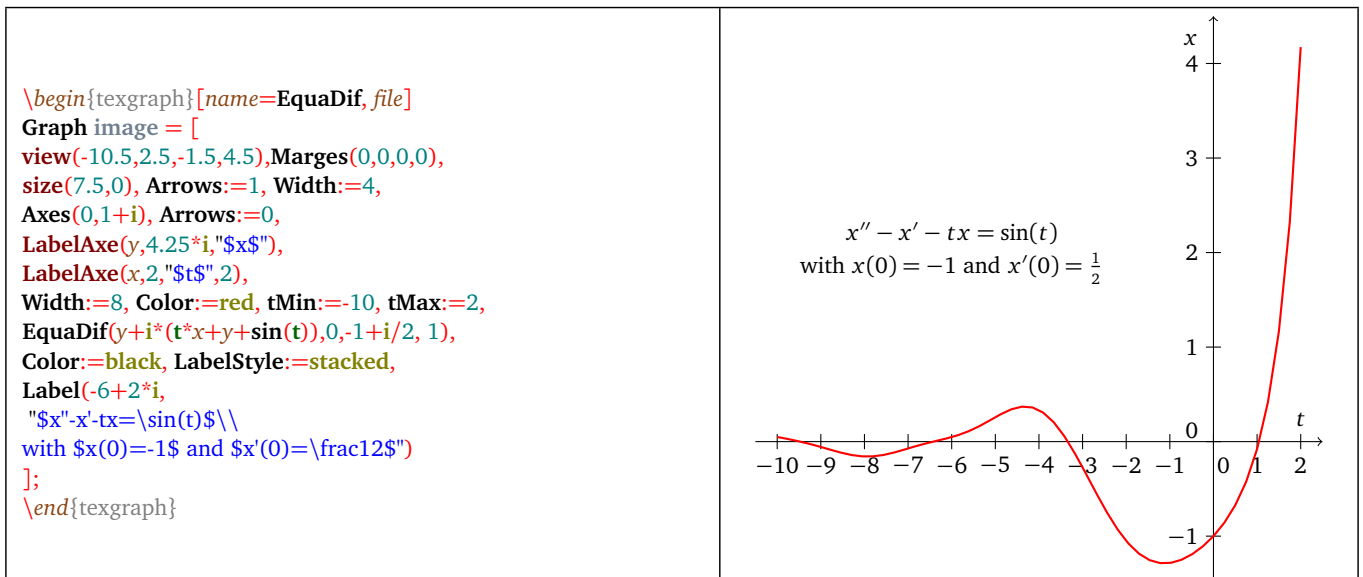 \begin{texgraph}[name=EquaDif, file]
Graph image = [
view(-10.5,2.5,-1.5,4.5),Marges(0,0,0,0),
size(7.5,0), Arrows:=1, Width:=4,
Axes(0,1+i), Arrows:=0,
LabelAxe(y,4.25*i,"$x$"),
LabelAxe(x,2,"$t$",2),
Width:=8, Color:=red, tMin:=-10, tMax:=2,
EquaDif(y+i*(t*x+y+sin(t)),0,-1+i/2, 1),
Color:=black, LabelStyle:=stacked,
Label(-6+2*i,
"$x''-x'-tx=\sin(t)$\\
with $x(0)=-1$ and $x'(0)=\frac12$")
];
\end{texgraph}
x
4
3
x′′ − x′ − tx = sin(t)
with x(0) = −1 and x′(0) = 1/2
2
1
t
0
−10 −9 −8 −7 −6 −5 −4 −3 −2 −1 0 1 2
−1